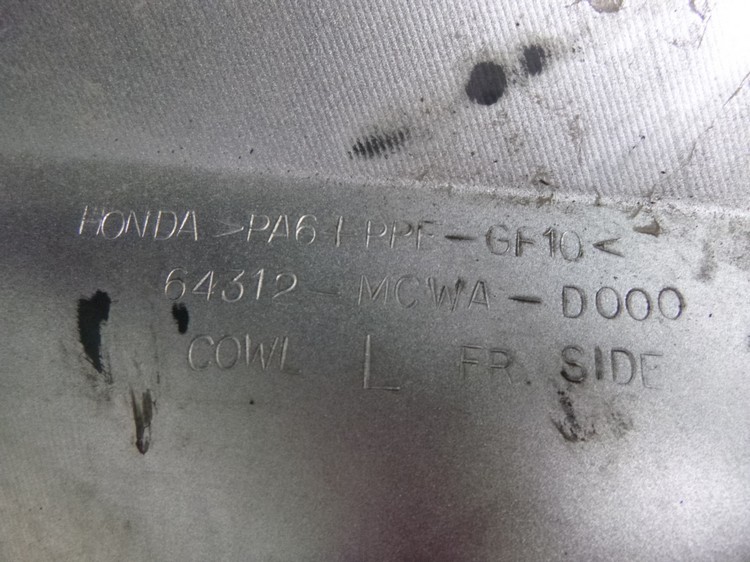 HONDA >PA6+PPE-GF10<
64312-MCWA-D000
COWL L FR. SIDE